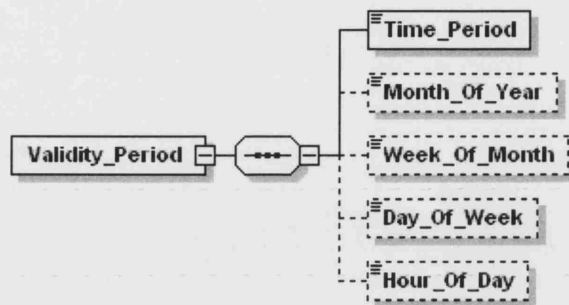 Time_Period
Month_Of_Year
Validity_Period
Week_Of_Month
Day_Of_Week
Hour_Of_Day